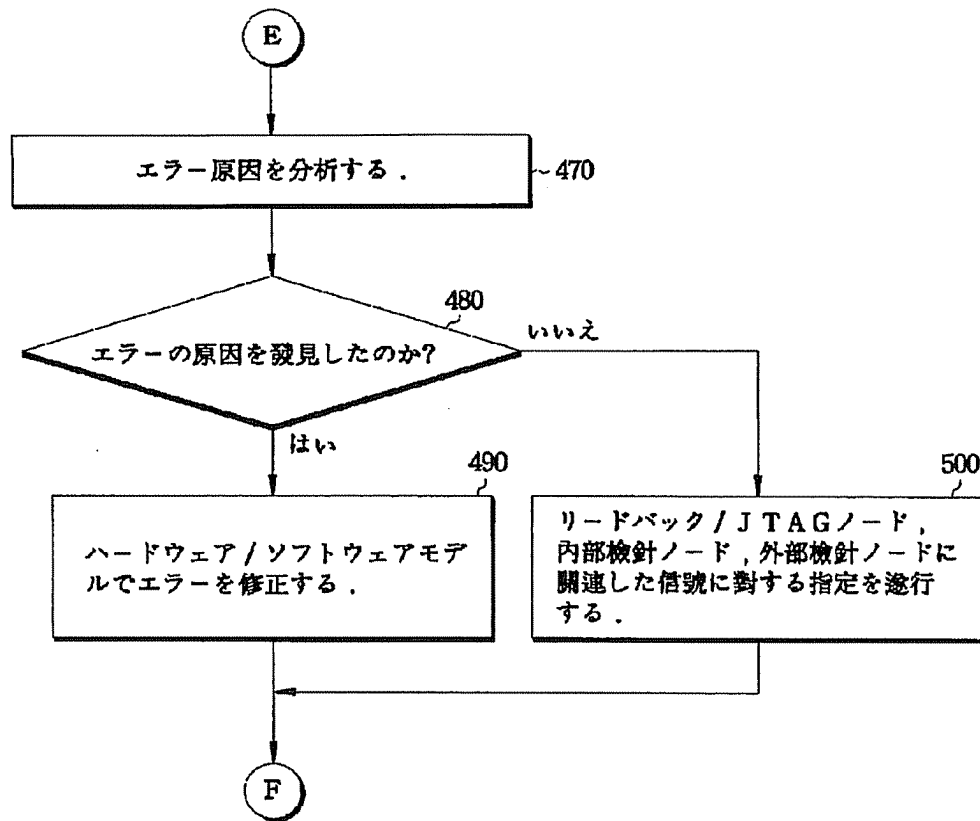 E
エラー原因を分析する．
470
480
エラーの原因を發見したのか?
いいえ
はい
490
ハードウェア/ソフトウェアモデ
ルでエラーを修正する．
500
リードバック/ＪＴＡＧノード，
内部檢針ノード，外部檢針ノードに
關連した信號に對する指定を遂行
する．
F